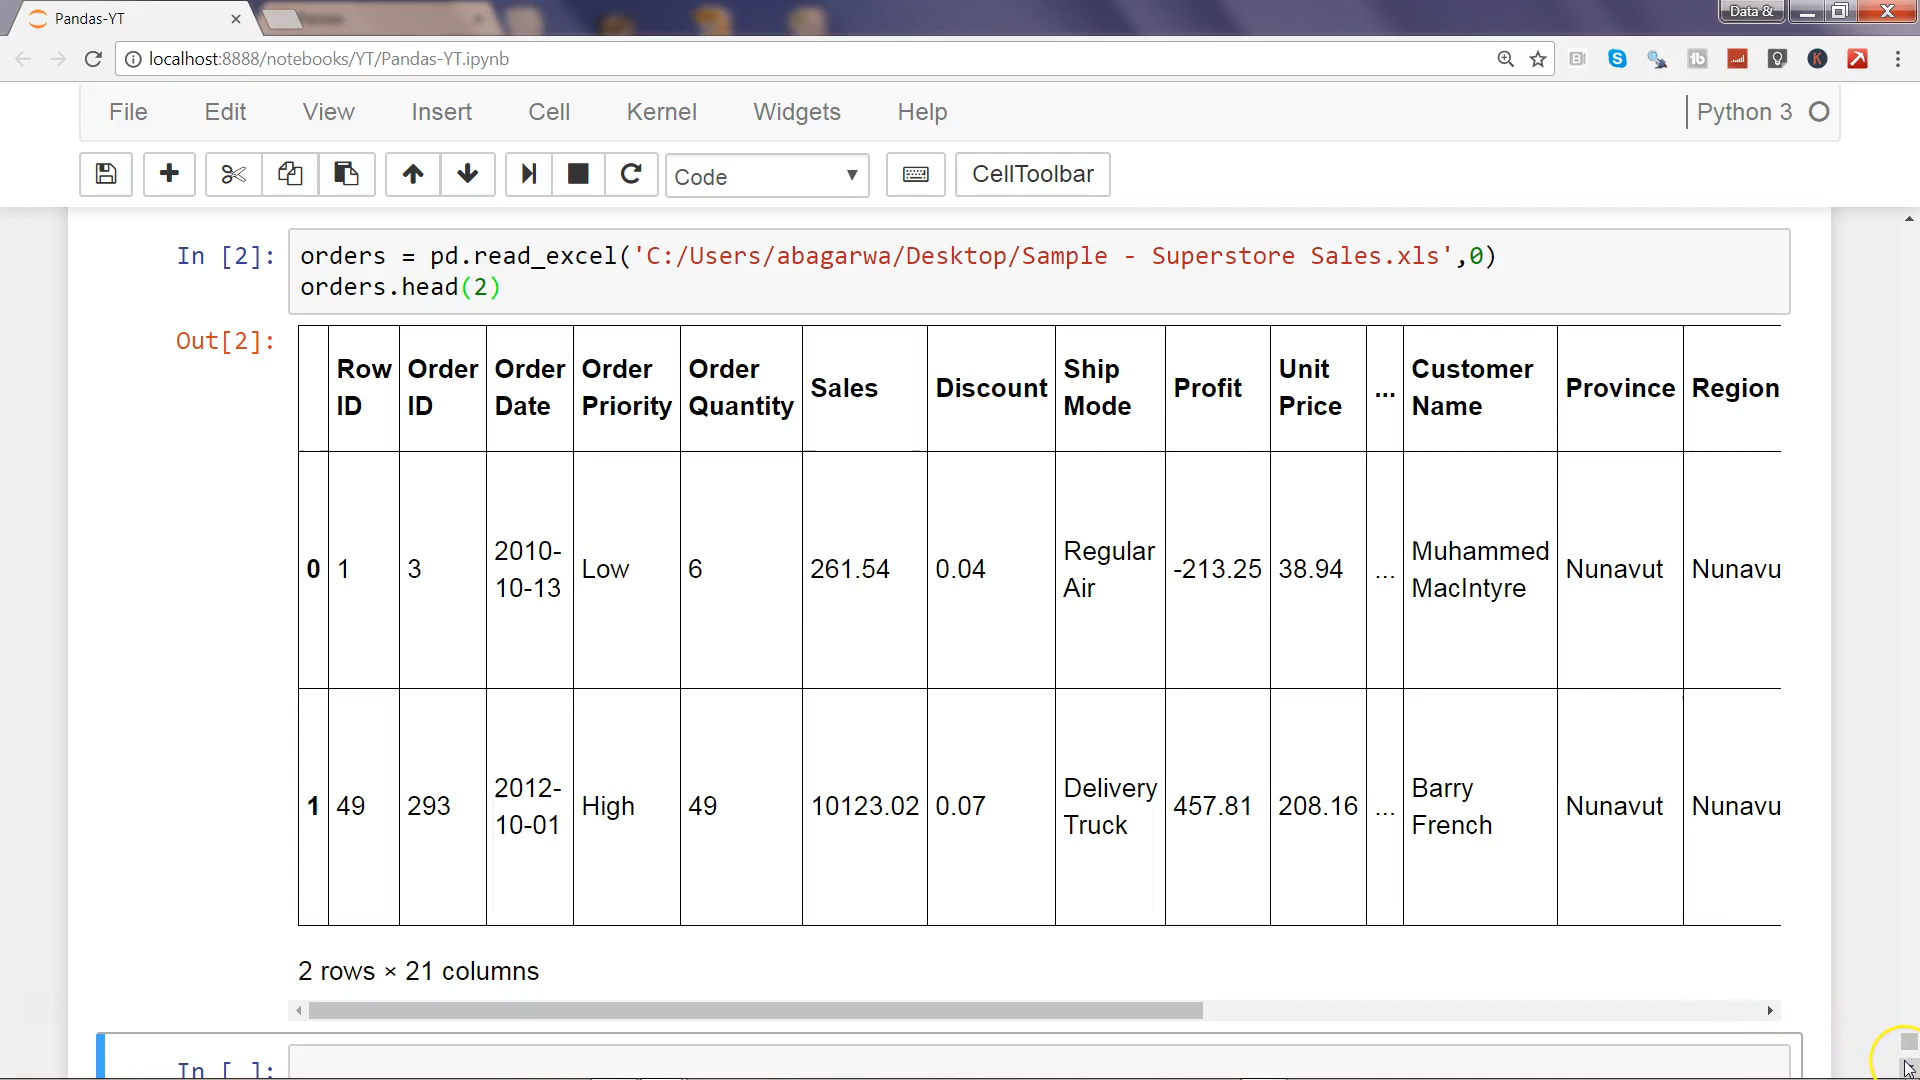 Pandas-YT
Data &
localhost:8888/notebooks/YT/Pandas-YT.ipynb
File Edit View Insert Cell Kernel Widgets Help Python 3
Code CellToolbar
In [2]: orders = pd.read_excel('C:/Users/abagarwa/Desktop/Sample - Superstore Sales.xls',0)
orders.head(2)
Out[2]:
Row ID Order ID Order Date Order Priority Order Quantity Sales Discount Ship Mode Profit Unit Price ... Customer Name Province Region
0 1 3 2010-10-13 Low 6 261.54 0.04 Regular Air -213.25 38.94 ... Muhammed MacIntyre Nunavut Nunavu
1 49 293 2012-10-01 High 49 10123.02 0.07 Delivery Truck 457.81 208.16 ... Barry French Nunavut Nunavu
2 rows × 21 columns
In [ ]: